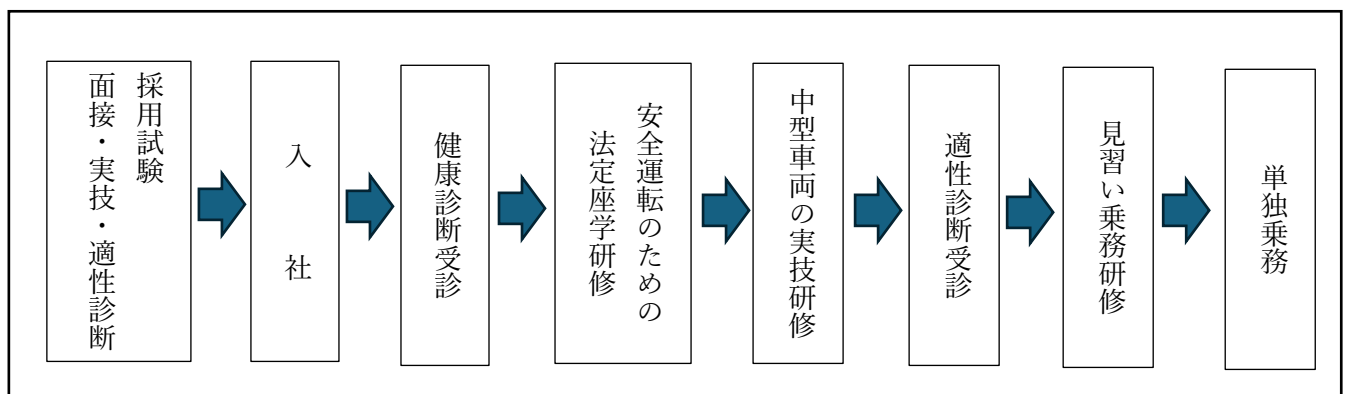 採用試験
面接・実技・適性診断
入社
健康診断受診
安全運転のための
法定座学研修
中型車両の実技研修
適性診断受診
見習い乗務研修
単独乗務